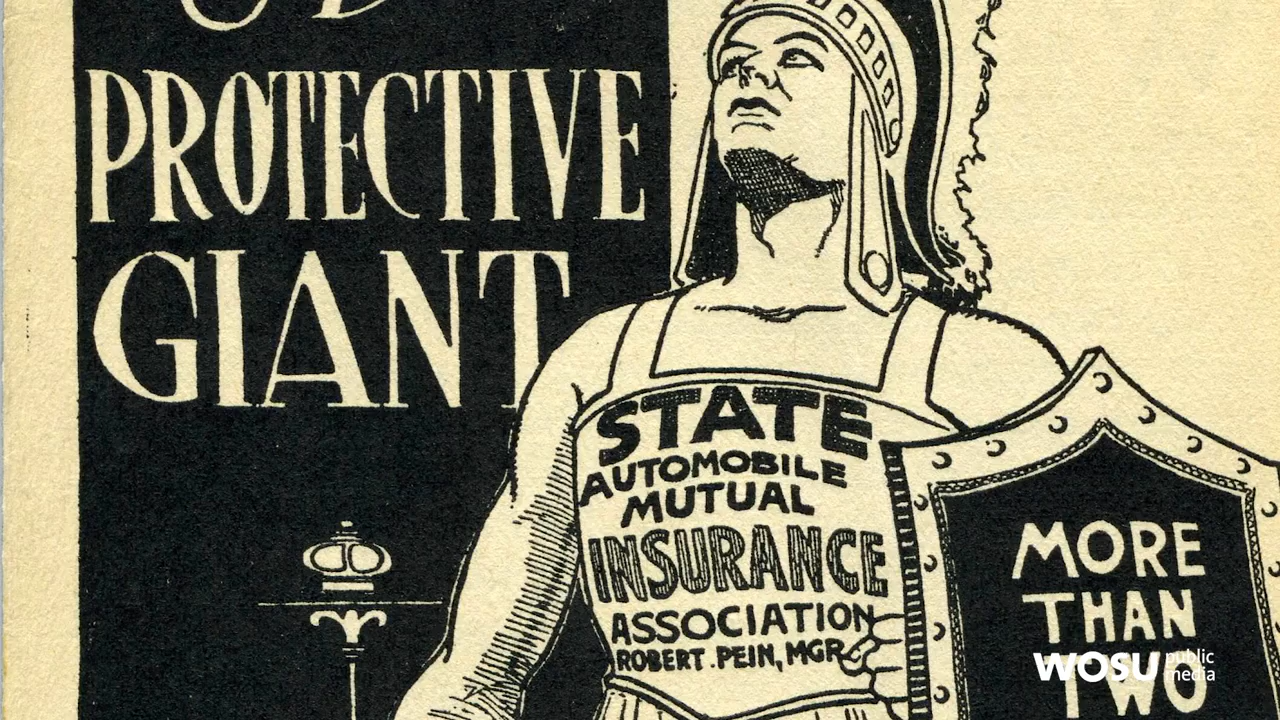 PROTECTIVE
GIANT
STATE
AUTOMOBILE
MUTUAL
INSURANCE
ASSOCIATION
ROBERT. PEIN, MGR.
MORE
THAN
TWO
WOSU public media